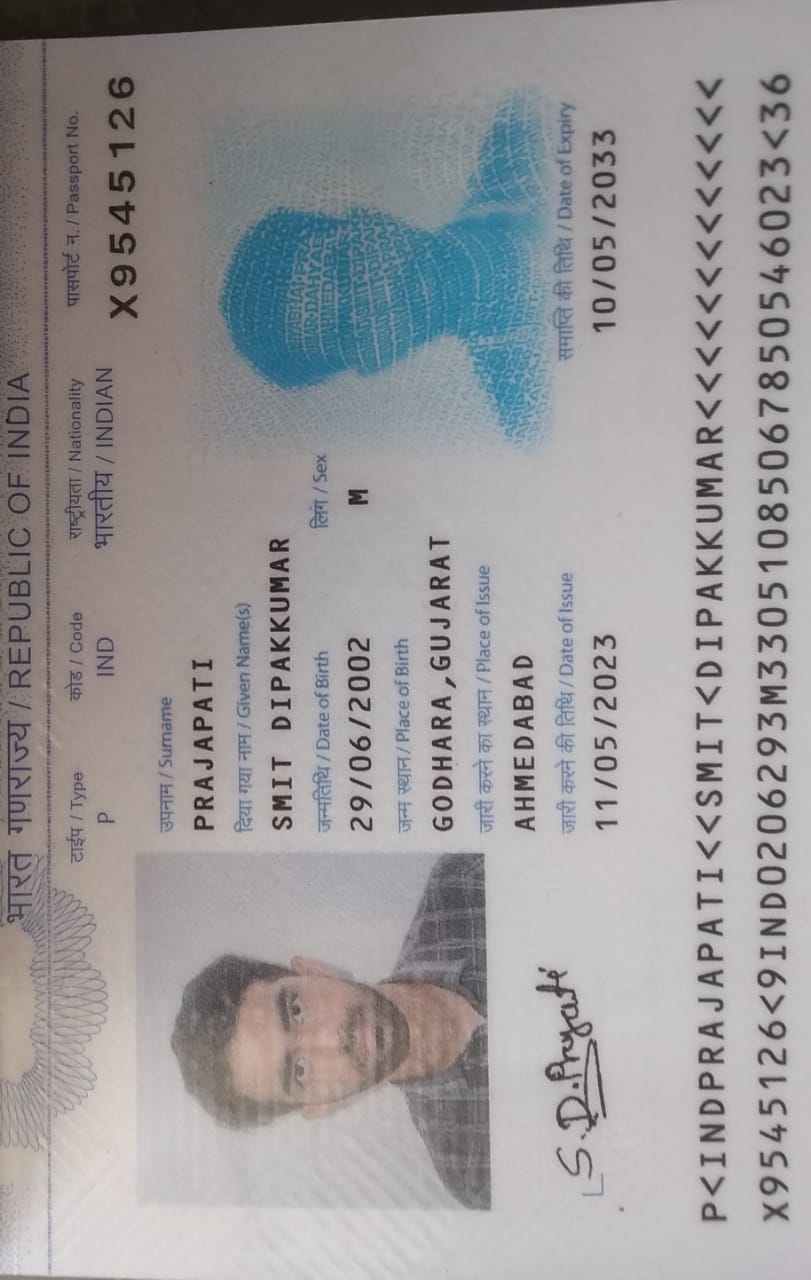 भारत गणराज्य / REPUBLIC OF INDIA
टाईप / Type कोड / Code राष्ट्रीयता / Nationality पासपोर्ट न. / Passport No.
P IND भारतीय / INDIAN X9545126
उपनाम / Surname
PRAJAPATI
दिया गया नाम / Given Name(s)
SMIT DIPAKKUMAR
जन्मतिथि / Date of Birth लिंग / Sex
29/06/2002 M
जन्म स्थान / Place of Birth
GODHARA,GUJARAT
जारी करने का स्थान / Place of Issue
AHMEDABAD
जारी करने की तिथि / Date of Issue समाप्ति की तिथि / Date of Expiry
11/05/2023 10/05/2033
P<INDPRAJAPATI<<SMIT<DIPAKKUMAR<<<<<<<<<<<<<
X9545126<9IND0206293M3305108506785054​6023<36